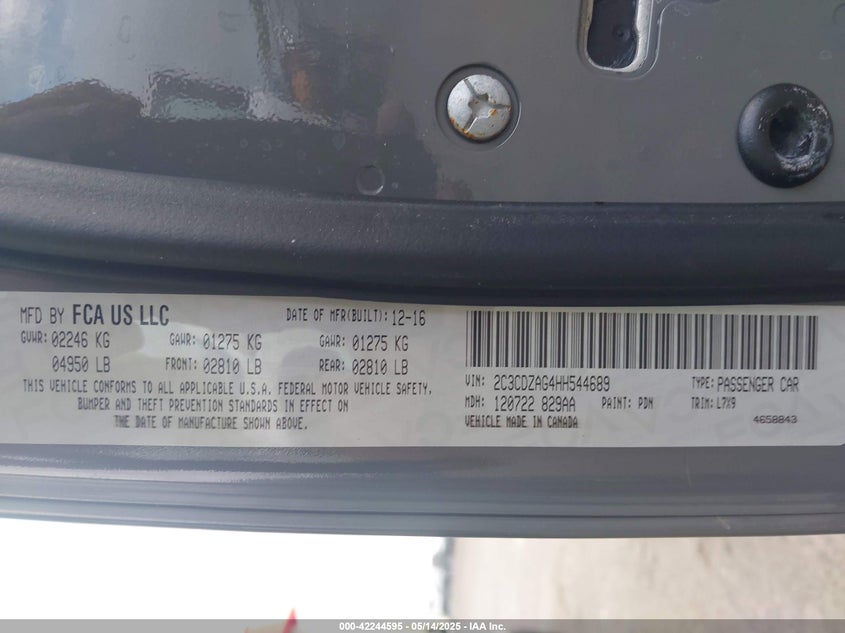 MFD BY FCA US LLC DATE OF MFR(BUILT): 12-16
GVWR: 02246 KG GAWR: 01275 KG GAWR: 01275 KG
04950 LB FRONT: 02810 LB REAR: 02810 LB
THIS VEHICLE CONFORMS TO ALL APPLICABLE U.S.A. FEDERAL MOTOR VEHICLE SAFETY,
BUMPER AND THEFT PREVENTION STANDARDS IN EFFECT ON
THE DATE OF MANUFACTURE SHOWN ABOVE.
VIN: 2C3CDZAG4HH544689 TYPE: PASSENGER CAR
MDH: 120722 829AA PAINT: PDN TRIM: L7X9
VEHICLE MADE IN CANADA 4658843
000-42244595 - 05/14/2025 - IAA Inc.